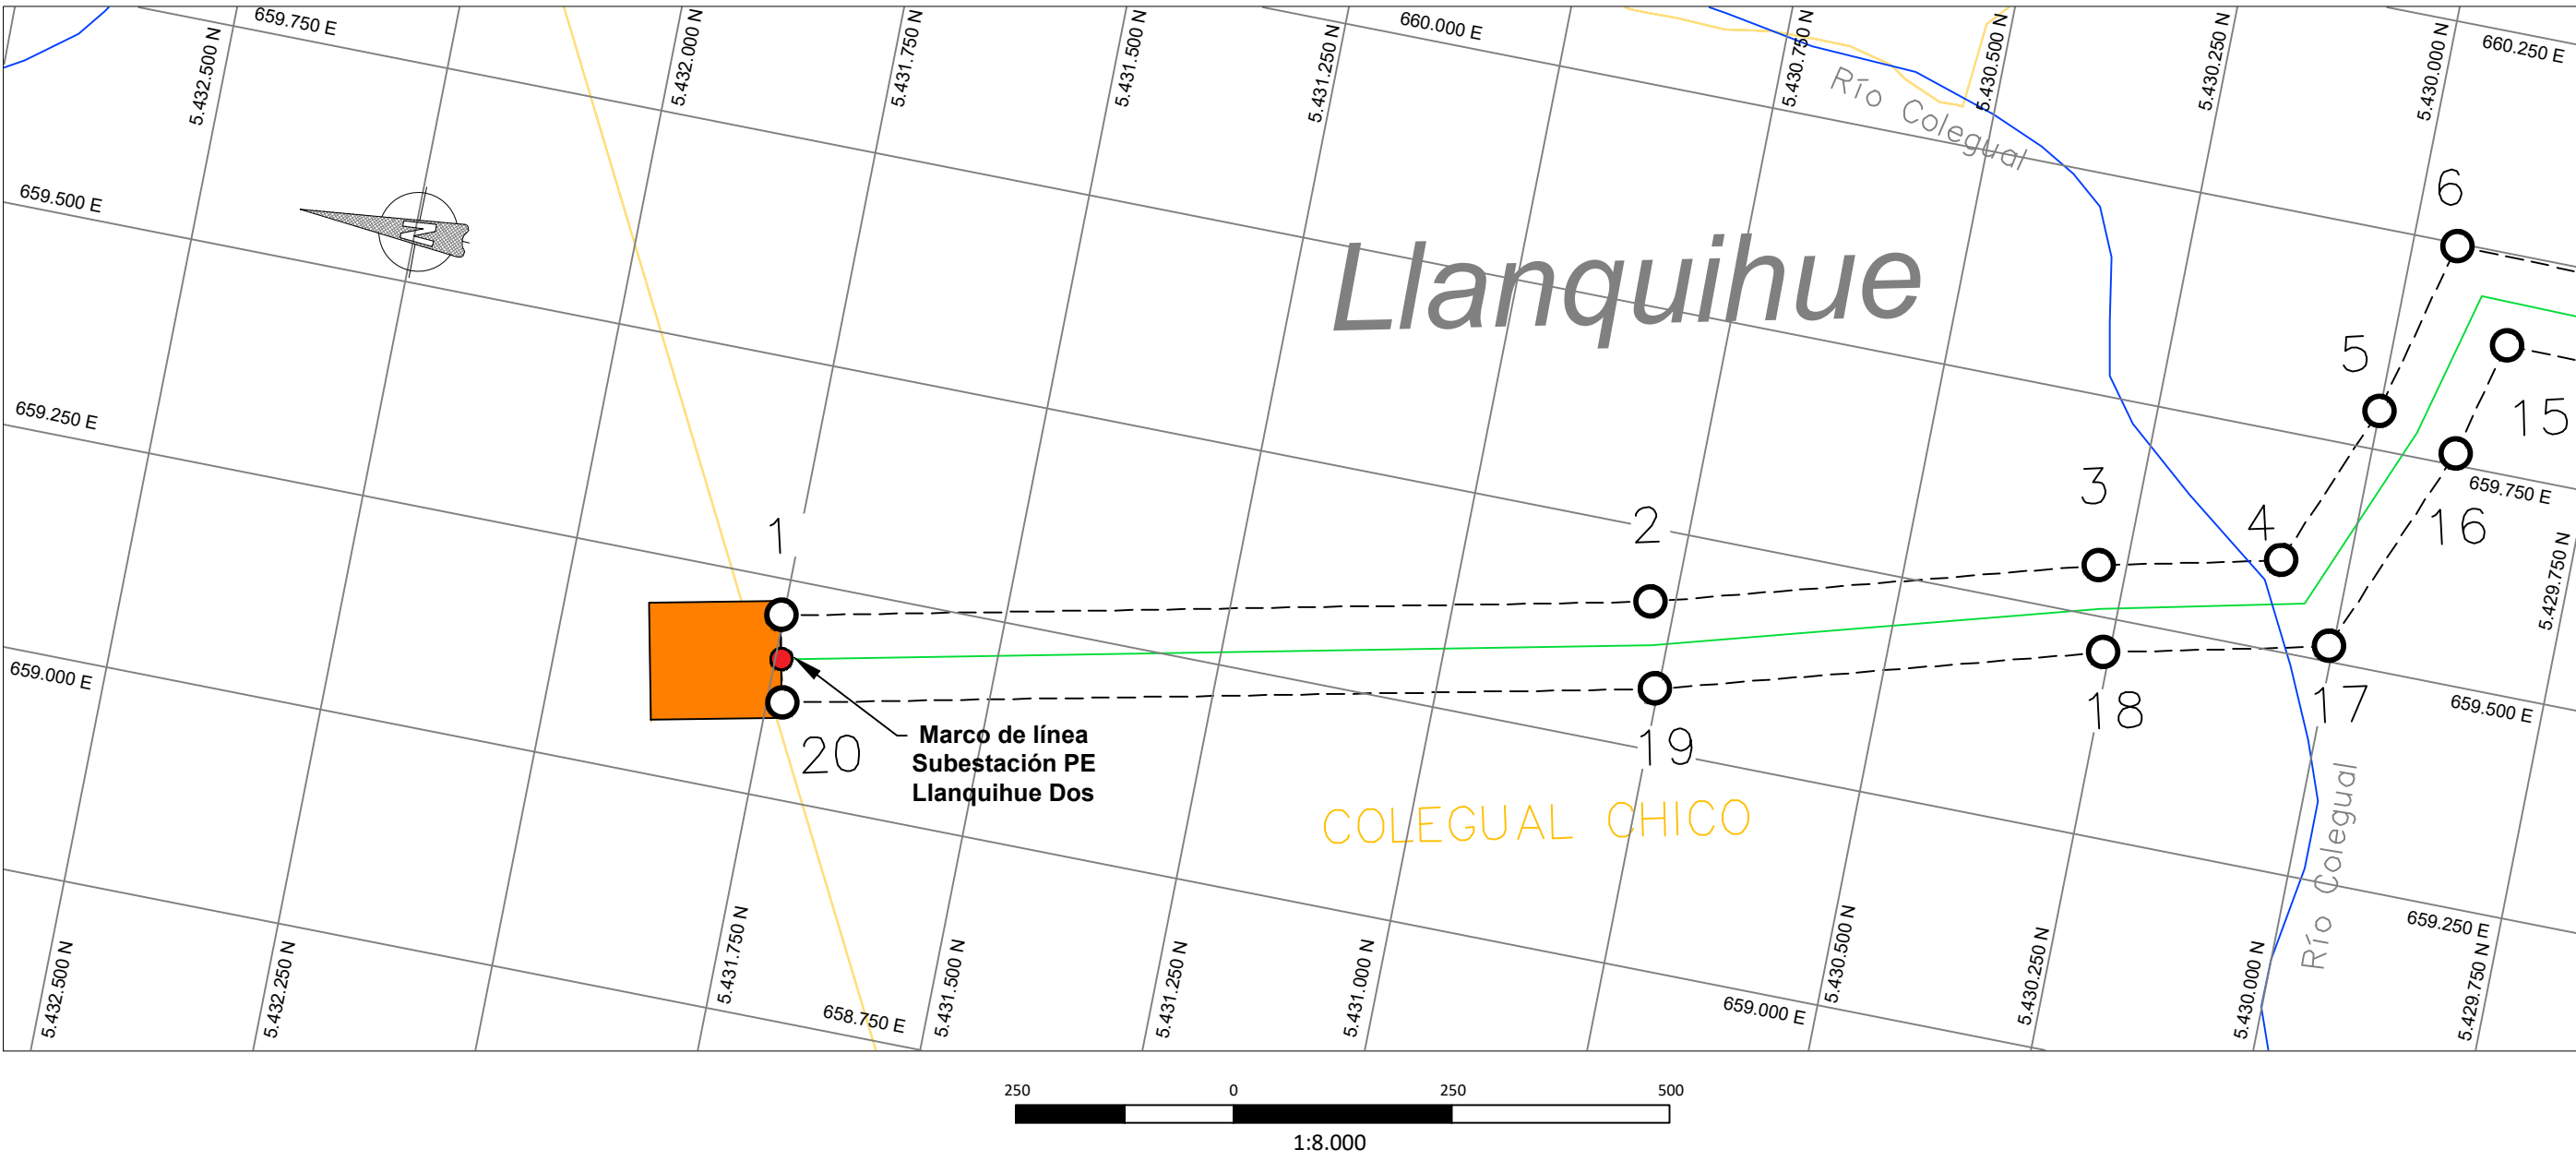 659.750 E
660.000 E
660.250 E
5.432.500 N
5.432.000 N
5.431.750 N
5.431.500 N
5.431.250 N
5.430.750 N
5.430.500 N
5.430.250 N
5.430.000 N
Río Colegual
659.500 E
N
6
Llanquihue
5
659.250 E
15
659.750 E
3
1
2
4
16
5.429.750 N
659.000 E
17
659.500 E
18
20
Marco de línea
Subestación PE
Llanquihue Dos
19
COLEGUAL CHICO
Río Colegual
659.250 E
5.432.500 N
5.432.250 N
5.431.750 N
5.431.500 N
5.431.250 N
5.431.000 N
5.430.500 N
5.430.250 N
5.430.000 N
5.429.750 N
658.750 E
659.000 E
250 0 250 500
1:8.000